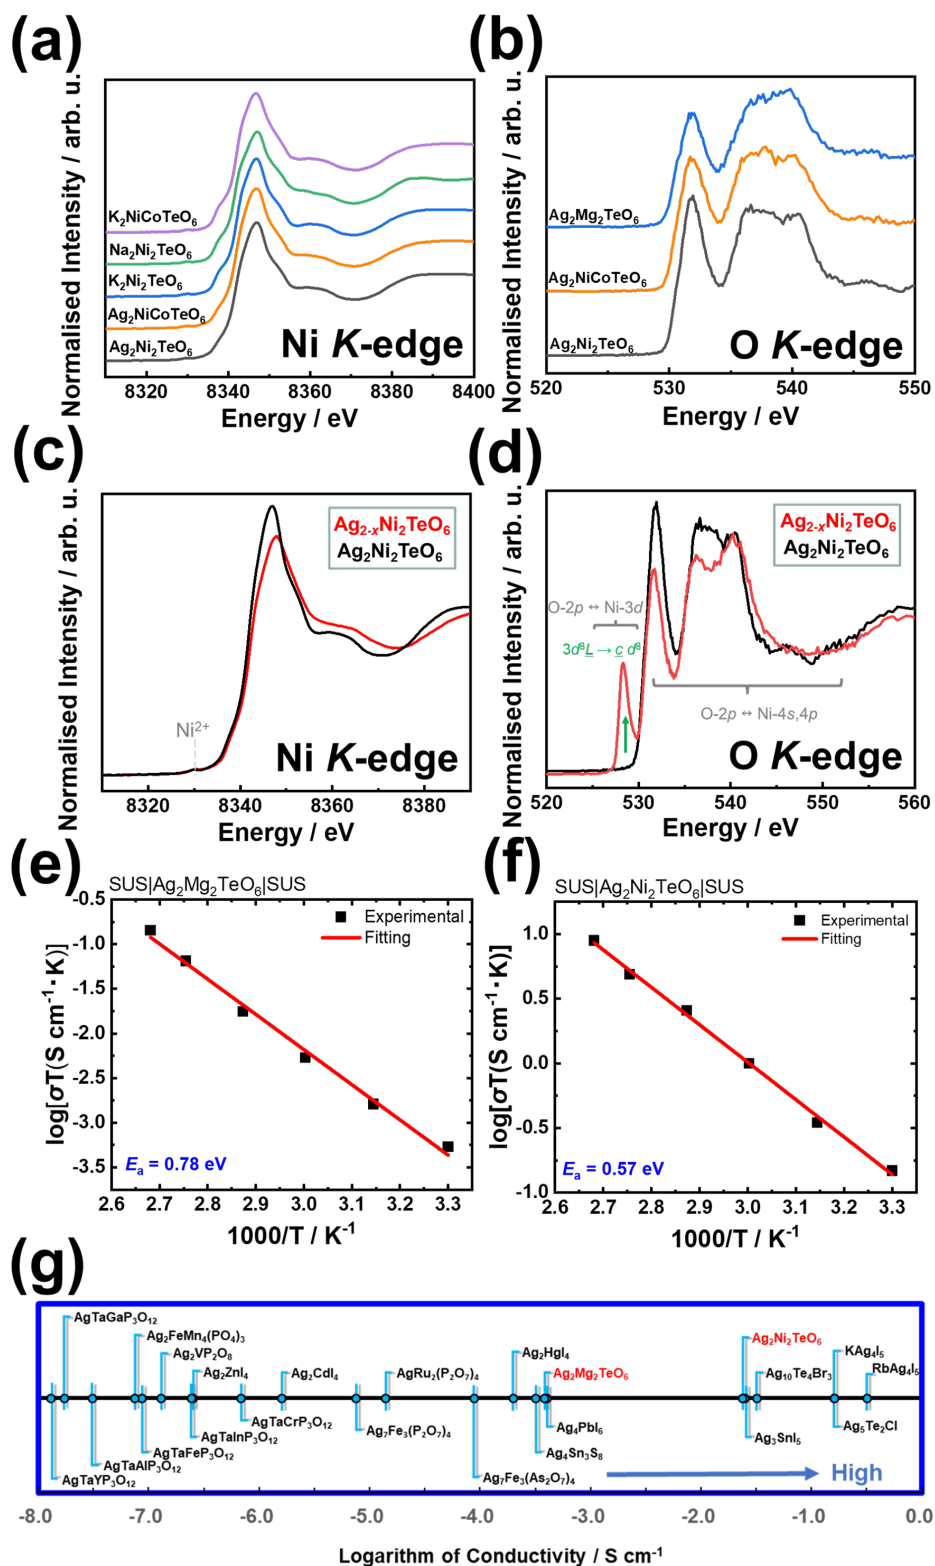 (a)
Normalised Intensity / arb. u.
K₂NiCoTeO₆
Na₂Ni₂TeO₆
K₂Ni₂TeO₆
Ag₂NiCoTeO₆
Ag₂Ni₂TeO₆
Ni K-edge
8320 8340 8360 8380 8400
Energy / eV
(b)
Normalised Intensity / arb. u.
Ag₂Mg₂TeO₆
Ag₂NiCoTeO₆
Ag₂Ni₂TeO₆
O K-edge
520 530 540 550
Energy / eV
(c)
Normalised Intensity / arb. u.
Ag₂₋ₓNi₂TeO₆
Ag₂Ni₂TeO₆
Ni²⁺
Ni K-edge
8320 8340 8360 8380
Energy / eV
(d)
Normalised Intensity / arb. u.
Ag₂₋ₓNi₂TeO₆
Ag₂Ni₂TeO₆
O-2p ↔ Ni-3d
3d⁸L → c d⁸
O-2p ↔ Ni-4s,4p
O K-edge
520 530 540 550 560
Energy / eV
(e)
SUS|Ag₂Mg₂TeO₆|SUS
log[σT(S cm⁻¹·K)]
Experimental
Fitting
-0.5
-1.0
-1.5
-2.0
-2.5
-3.0
-3.5
Eₐ = 0.78 eV
2.6 2.7 2.8 2.9 3.0 3.1 3.2 3.3 3.4
1000/T / K⁻¹
(f)
SUS|Ag₂Ni₂TeO₆|SUS
log[σT(S cm⁻¹·K)]
Experimental
Fitting
1.0
0.5
0.0
-0.5
-1.0
Eₐ = 0.57 eV
2.6 2.7 2.8 2.9 3.0 3.1 3.2 3.3 3.4
1000/T / K⁻¹
(g)
AgTaGaP₃O₁₂
Ag₂FeMn₄(PO₄)₃
Ag₂VP₂O₈
Ag₂ZnI₄
Ag₂CdI₄
AgRu₂(P₂O₇)₄
Ag₂HgI₄
Ag₂Mg₂TeO₆
Ag₂Ni₂TeO₆
Ag₁₀Te₄Br₃
KAg₄I₅
RbAg₄I₅
AgTaYP₃O₁₂
AgTaAlP₃O₁₂
AgTaFeP₃O₁₂
AgTaInP₃O₁₂
AgTaCrP₃O₁₂
Ag₇Fe₃(P₂O₇)₄
Ag₇Fe₃(As₂O₇)₄
Ag₄Sn₃S₈
Ag₄PbI₆
Ag₃SnI₅
Ag₅Te₂Cl
High
-8.0 -7.0 -6.0 -5.0 -4.0 -3.0 -2.0 -1.0 0.0
Logarithm of Conductivity / S cm⁻¹